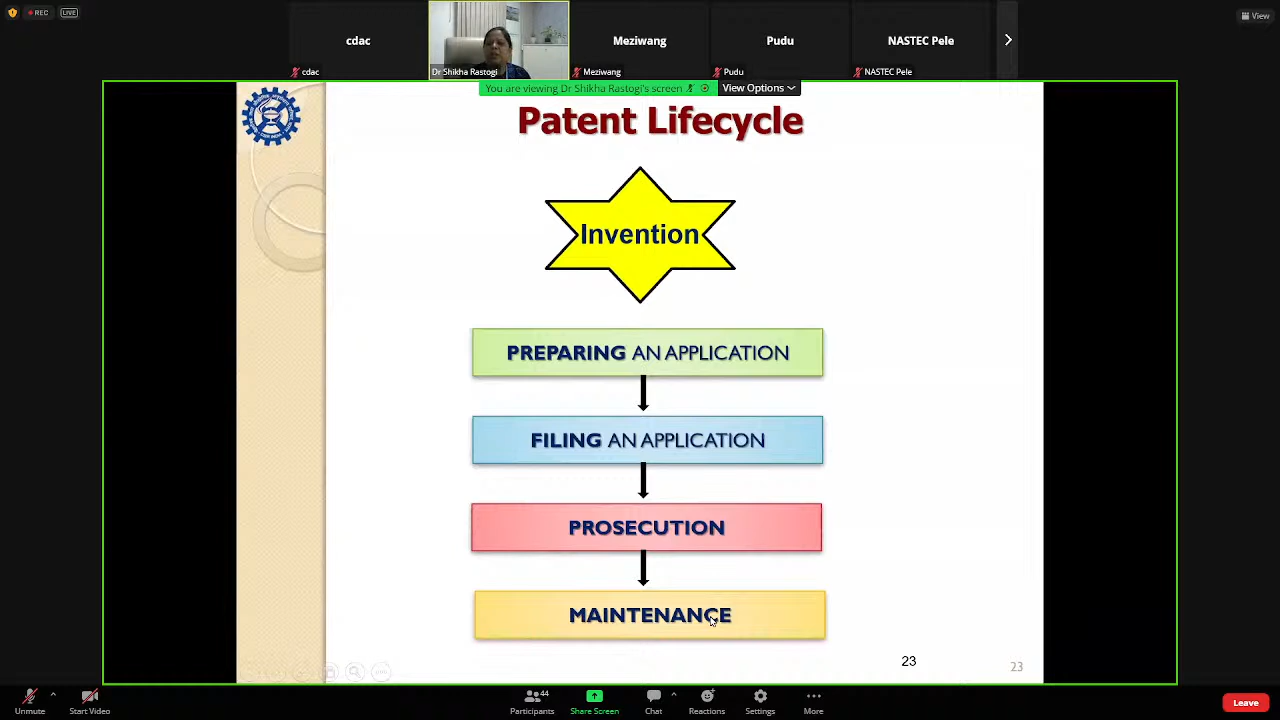 REC
LIVE
View
cdac
Meziwang
Pudu
NASTEC Pele
cdac
Dr Shikha Rastogi
Meziwang
Pudu
NASTEC Pele
You are viewing Dr Shikha Rastogi's screen
View Options
Patent Lifecycle
Invention
PREPARING AN APPLICATION
FILING AN APPLICATION
PROSECUTION
MAINTENANCE
23
23
Unmute
Start Video
44
Participants
Share Screen
Chat
Reactions
Settings
More
Leave